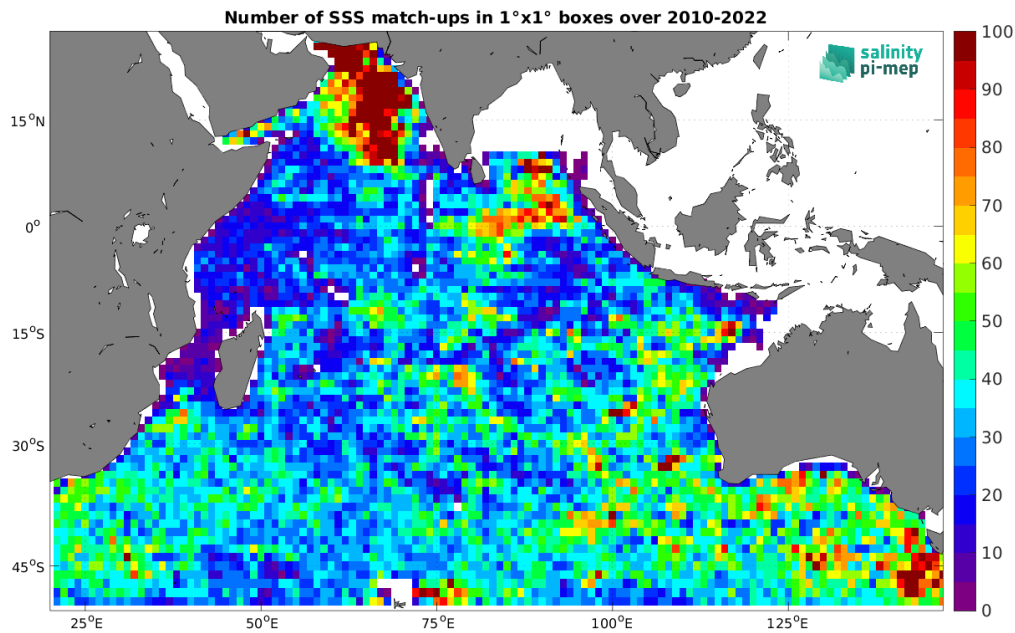 Number of SSS match-ups in 1°x1° boxes over 2010-2022
salinity
pi-mep
100
90
80
70
60
50
40
30
20
10
0
15°N
0°
15°S
30°S
45°S
25°E
50°E
75°E
100°E
125°E